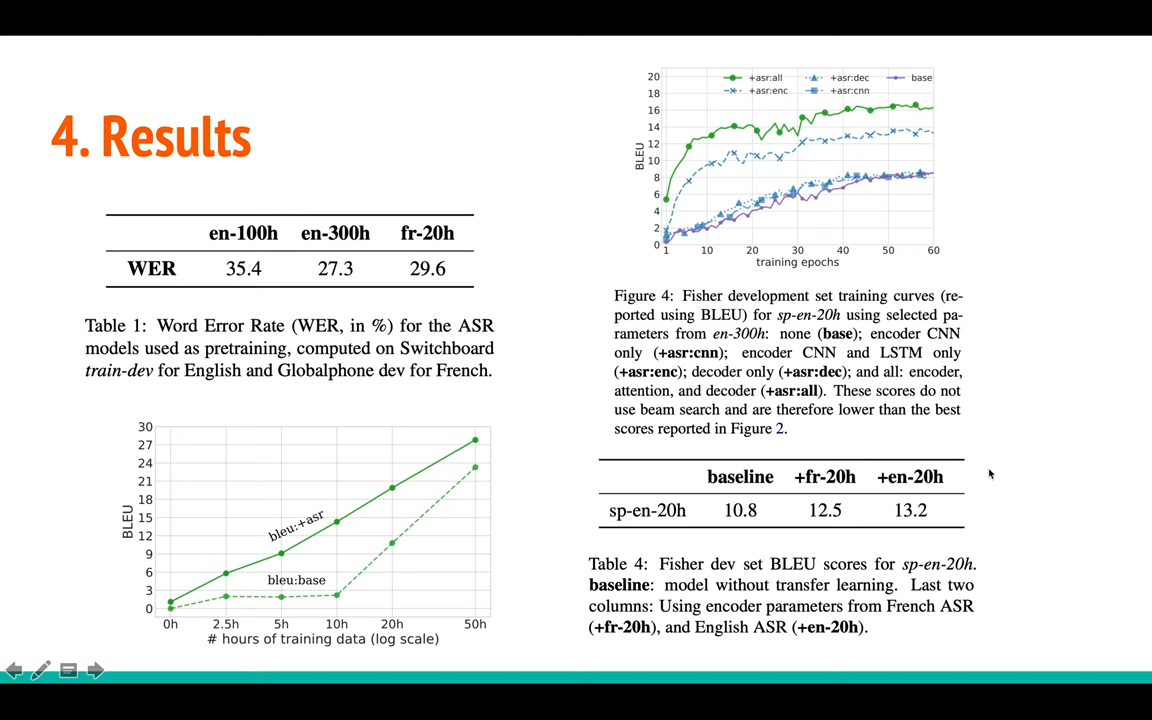 4. Results
en-100h en-300h fr-20h
WER 35.4 27.3 29.6
Table 1: Word Error Rate (WER, in %) for the ASR
models used as pretraining, computed on Switchboard
train-dev for English and Globalphone dev for French.
30
27
24
21
18
15
12
9
6
3
0
BLEU
bleu:+asr
bleu:base
0h 2.5h 5h 10h 20h 50h
# hours of training data (log scale)
+asr:all +asr:dec base
+asr:enc +asr:cnn
20
18
16
14
12
10
8
6
4
2
0
BLEU
1 10 20 30 40 50 60
training epochs
Figure 4: Fisher development set training curves (re-
ported using BLEU) for sp-en-20h using selected pa-
rameters from en-300h: none (base); encoder CNN
only (+asr:cnn); encoder CNN and LSTM only
(+asr:enc); decoder only (+asr:dec); and all: encoder,
attention, and decoder (+asr:all). These scores do not
use beam search and are therefore lower than the best
scores reported in Figure 2.
baseline +fr-20h +en-20h
sp-en-20h 10.8 12.5 13.2
Table 4: Fisher dev set BLEU scores for sp-en-20h.
baseline: model without transfer learning. Last two
columns: Using encoder parameters from French ASR
(+fr-20h), and English ASR (+en-20h).